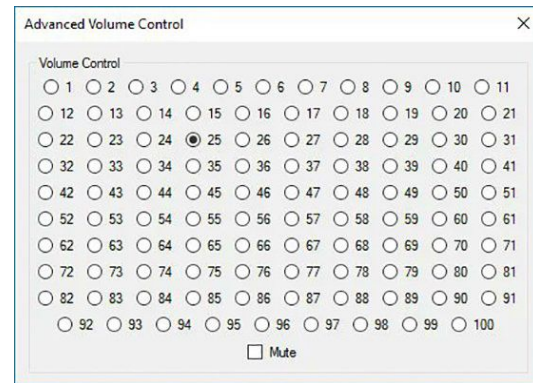 Advanced Volume Control
Volume Control
1 2 3 4 5 6 7 8 9 10 11
12 13 14 15 16 17 18 19 20 21
22 23 24 25 26 27 28 29 30 31
32 33 34 35 36 37 38 39 40 41
42 43 44 45 46 47 48 49 50 51
52 53 54 55 56 57 58 59 60 61
62 63 64 65 66 67 68 69 70 71
72 73 74 75 76 77 78 79 80 81
82 83 84 85 86 87 88 89 90 91
92 93 94 95 96 97 98 99 100
Mute